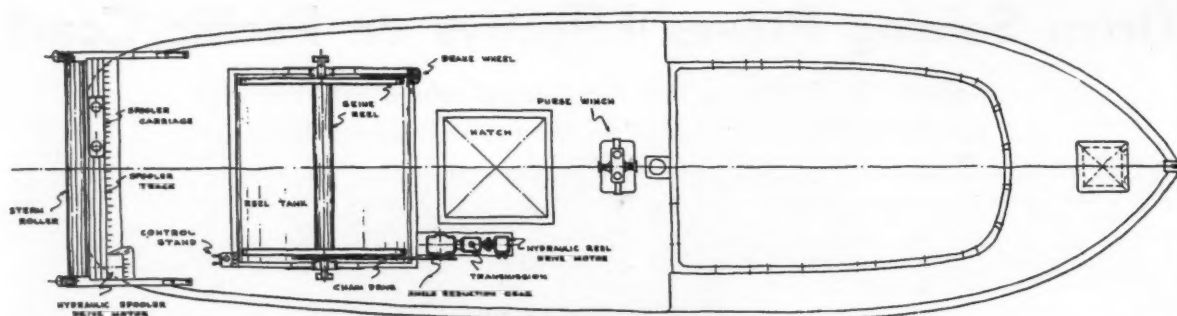 BRAKE WHEEL
SEINE
REEL
PURSE WINCH
HATCH
SPOOLER
CARRIAGE
SPOOLER
TRACK
STERN
ROLLER
REEL TANK
CONTROL
STAND
HYDRAULIC REEL
DRIVE MOTOR
TRANSMISSION
CHAIN DRIVE
ANGLE REDUCTION GEAR
HYDRAULIC SPOOLER
DRIVE MOTOR